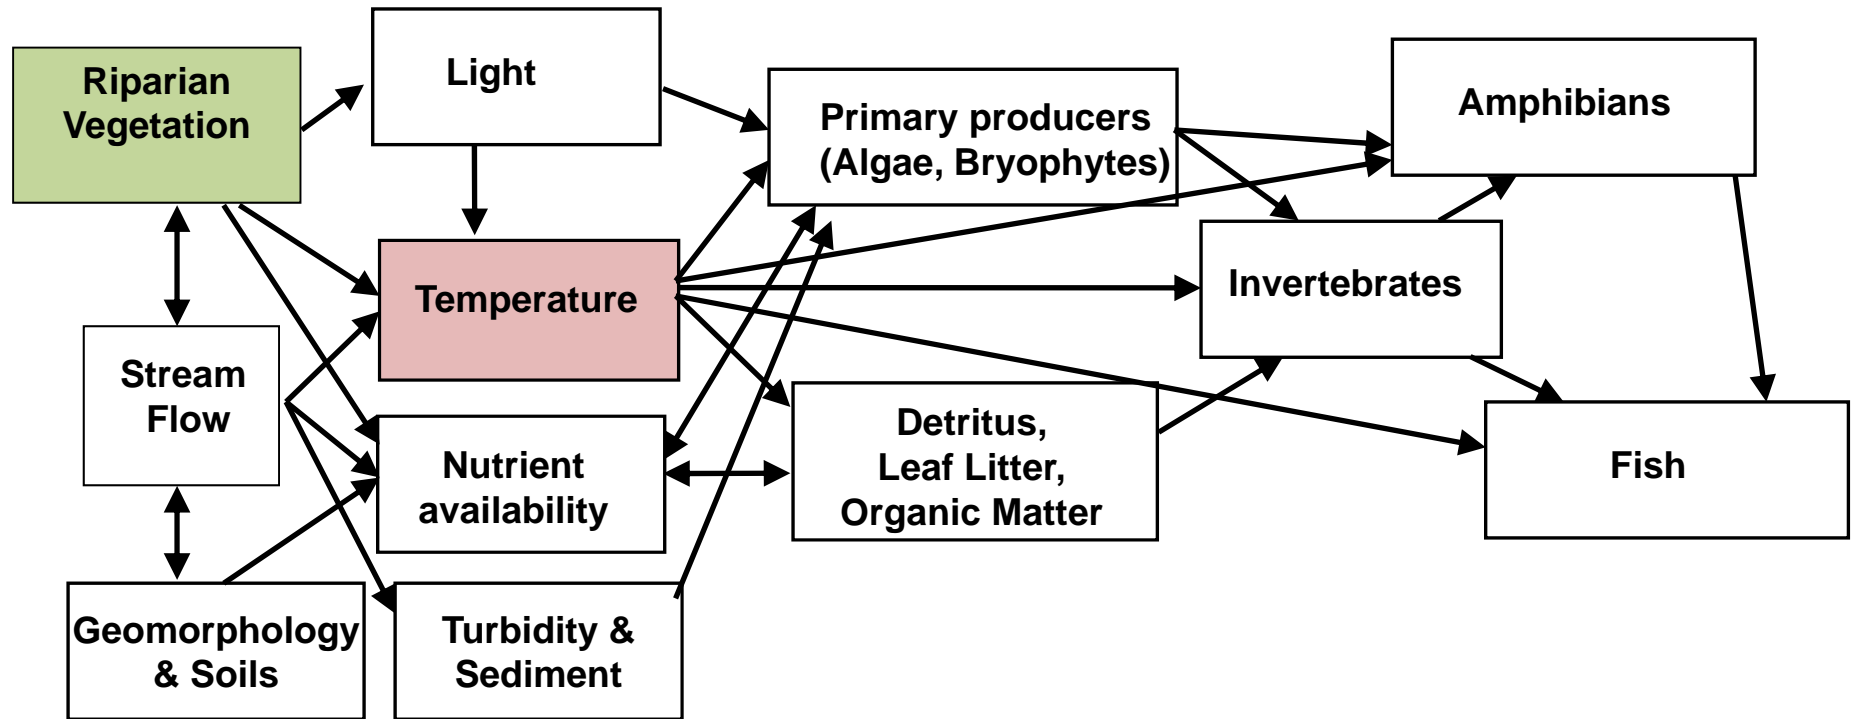 Riparian
Vegetation
Light
Primary producers
(Algae, Bryophytes)
Amphibians
Temperature
Invertebrates
Stream
Flow
Nutrient
availability
Detritus,
Leaf Litter,
Organic Matter
Fish
Geomorphology
& Soils
Turbidity &
Sediment